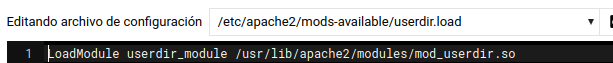 Editando archivo de configuración /etc/apache2/mods-available/userdir.load
1 LoadModule userdir_module /usr/lib/apache2/modules/mod_userdir.so